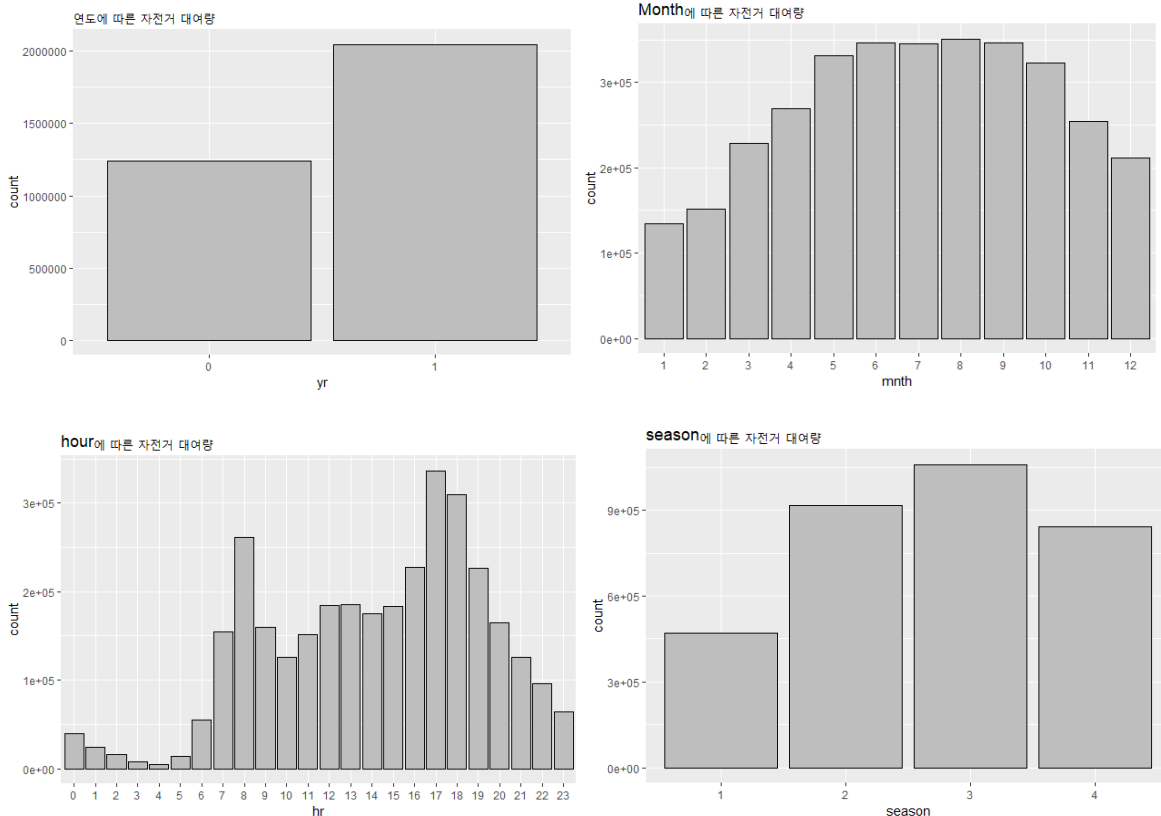 연도에 따른 자전거 대여량
count
2000000
1500000
1000000
500000
0
0 1
yr
Month에 따른 자전거 대여량
count
3e+05
2e+05
1e+05
0e+00
1 2 3 4 5 6 7 8 9 10 11 12
mnth
hour에 따른 자전거 대여량
count
3e+05
2e+05
1e+05
0e+00
0 1 2 3 4 5 6 7 8 9 10 11 12 13 14 15 16 17 18 19 20 21 22 23
hr
season에 따른 자전거 대여량
count
9e+05
6e+05
3e+05
0e+00
1 2 3 4
season